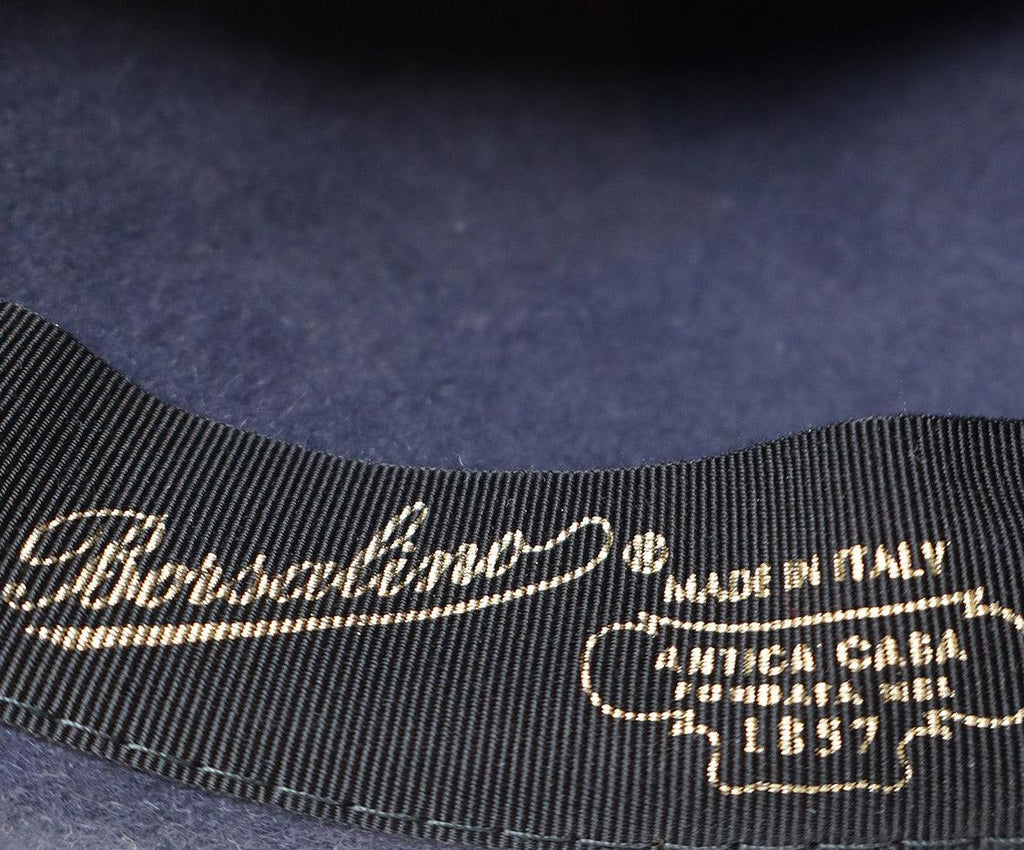 Borsalino ®
MADE IN ITALY
ANTICA CASA
FONDATA NEL
1857